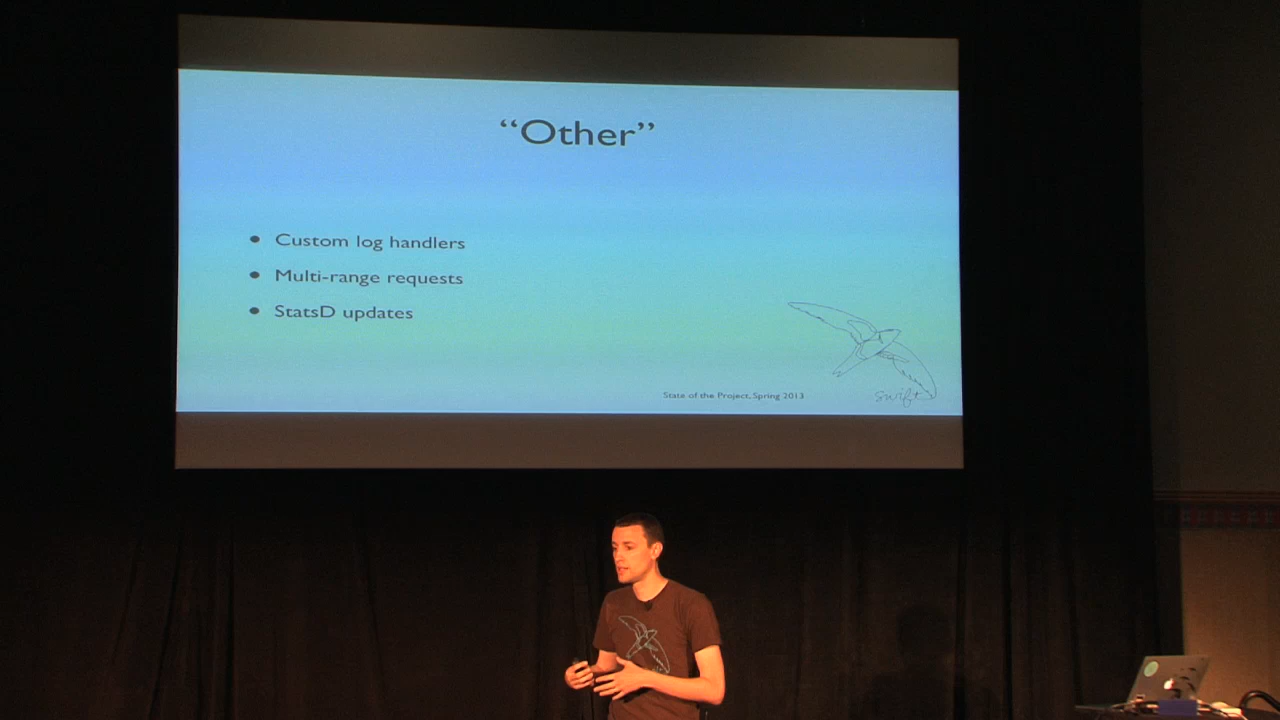 “Other”
• Custom log handlers
• Multi-range requests
• StatsD updates
State of the Project, Spring 2013
swift